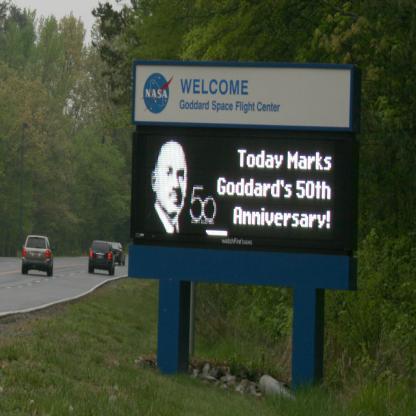 NASA
WELCOME
Goddard Space Flight Center
Today Marks
Goddard's 50th
Anniversary!
50